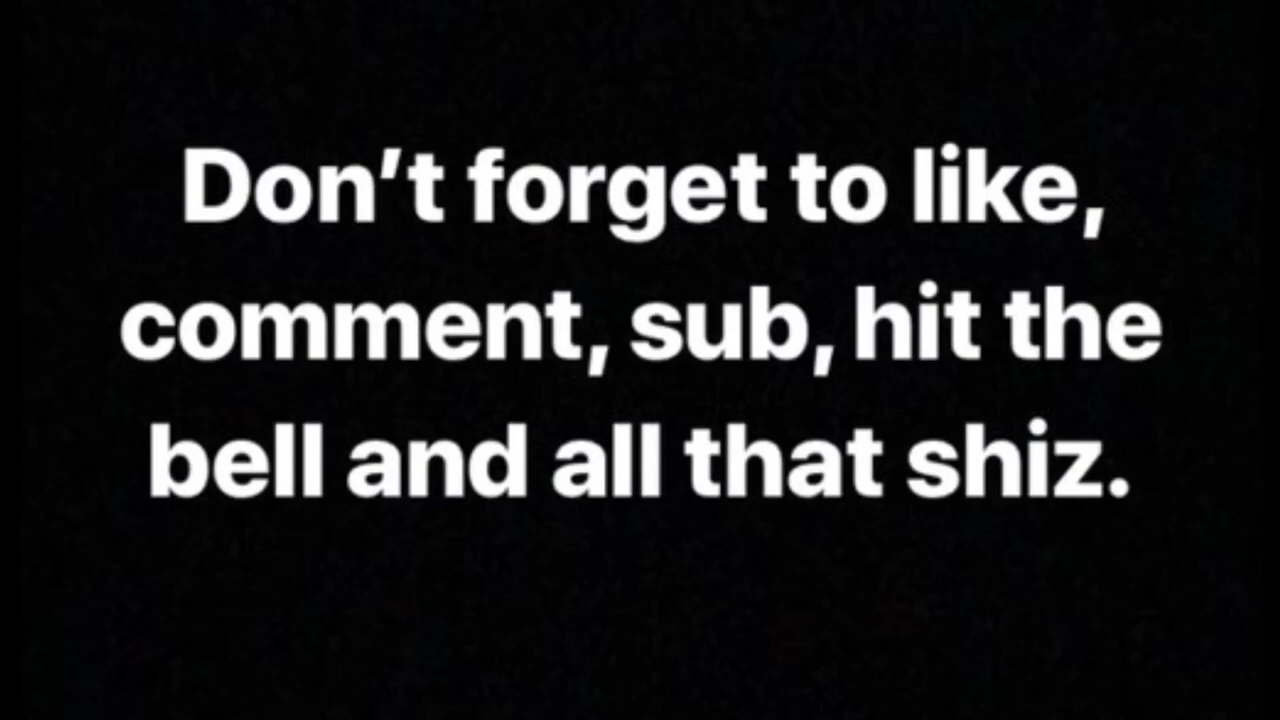 Don’t forget to like,
comment, sub, hit the
bell and all that shiz.